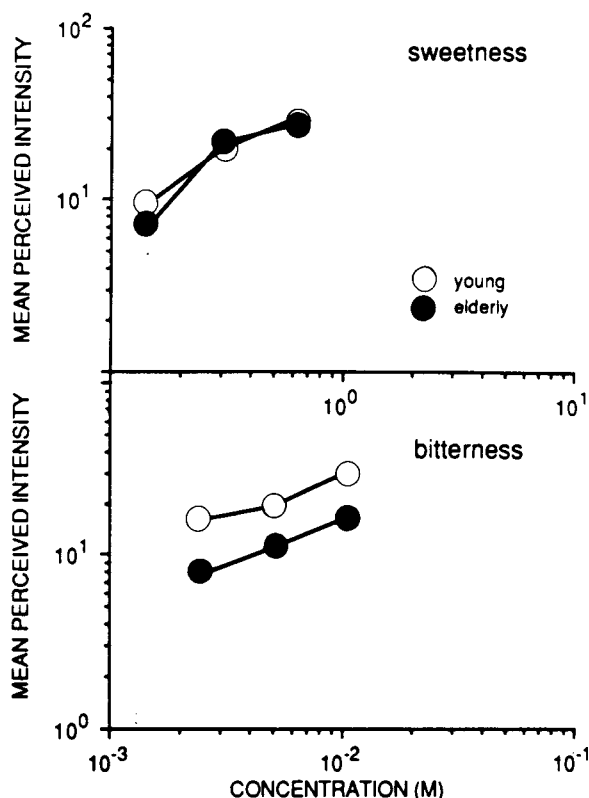 10²
sweetness
MEAN PERCEIVED INTENSITY
10¹
young
elderly
10⁰
10¹
MEAN PERCEIVED INTENSITY
bitterness
10¹
10⁰
10⁻³
10⁻²
10⁻¹
CONCENTRATION (M)